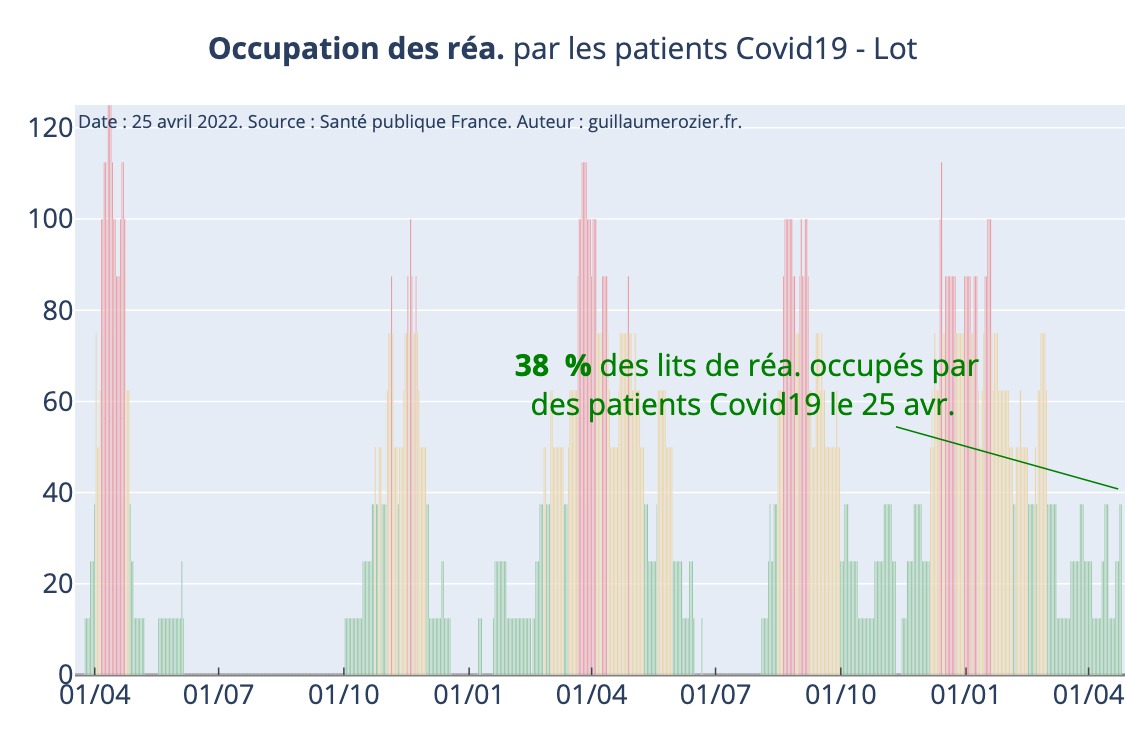 Occupation des réa. par les patients Covid19 - Lot
Date : 25 avril 2022. Source : Santé publique France. Auteur : guillaumerozier.fr.
120
100
80
60
40
20
0
38 % des lits de réa. occupés par
des patients Covid19 le 25 avr.
01/04 01/07 01/10 01/01 01/04 01/07 01/10 01/01 01/04